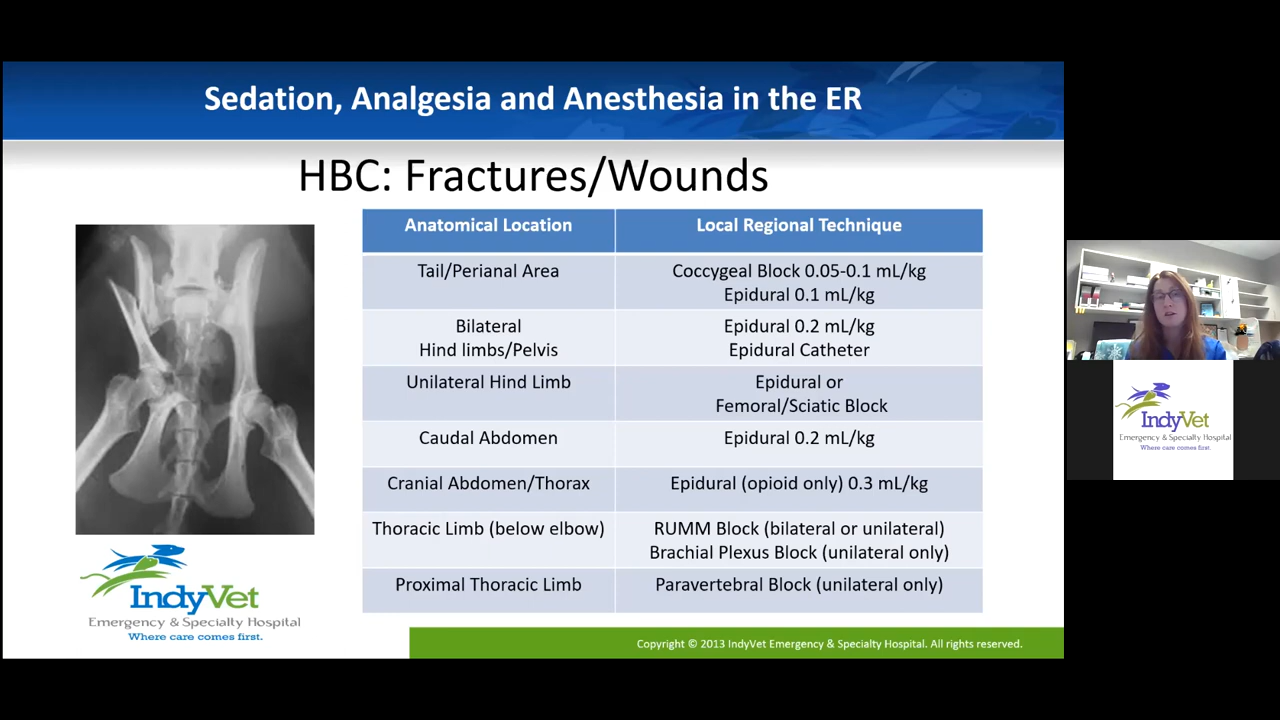 Sedation, Analgesia and Anesthesia in the ER
HBC: Fractures/Wounds
Anatomical Location
Local Regional Technique
Tail/Perianal Area
Coccygeal Block 0.05-0.1 mL/kg
Epidural 0.1 mL/kg
Bilateral
Hind limbs/Pelvis
Epidural 0.2 mL/kg
Epidural Catheter
Unilateral Hind Limb
Epidural or
Femoral/Sciatic Block
Caudal Abdomen
Epidural 0.2 mL/kg
Cranial Abdomen/Thorax
Epidural (opioid only) 0.3 mL/kg
Thoracic Limb (below elbow)
RUMM Block (bilateral or unilateral)
Brachial Plexus Block (unilateral only)
Proximal Thoracic Limb
Paravertebral Block (unilateral only)
IndyVet
Emergency & Specialty Hospital
Where care comes first.
Copyright © 2013 IndyVet Emergency & Specialty Hospital. All rights reserved.
IndyVet
Emergency & Specialty Hospital
Where care comes first.